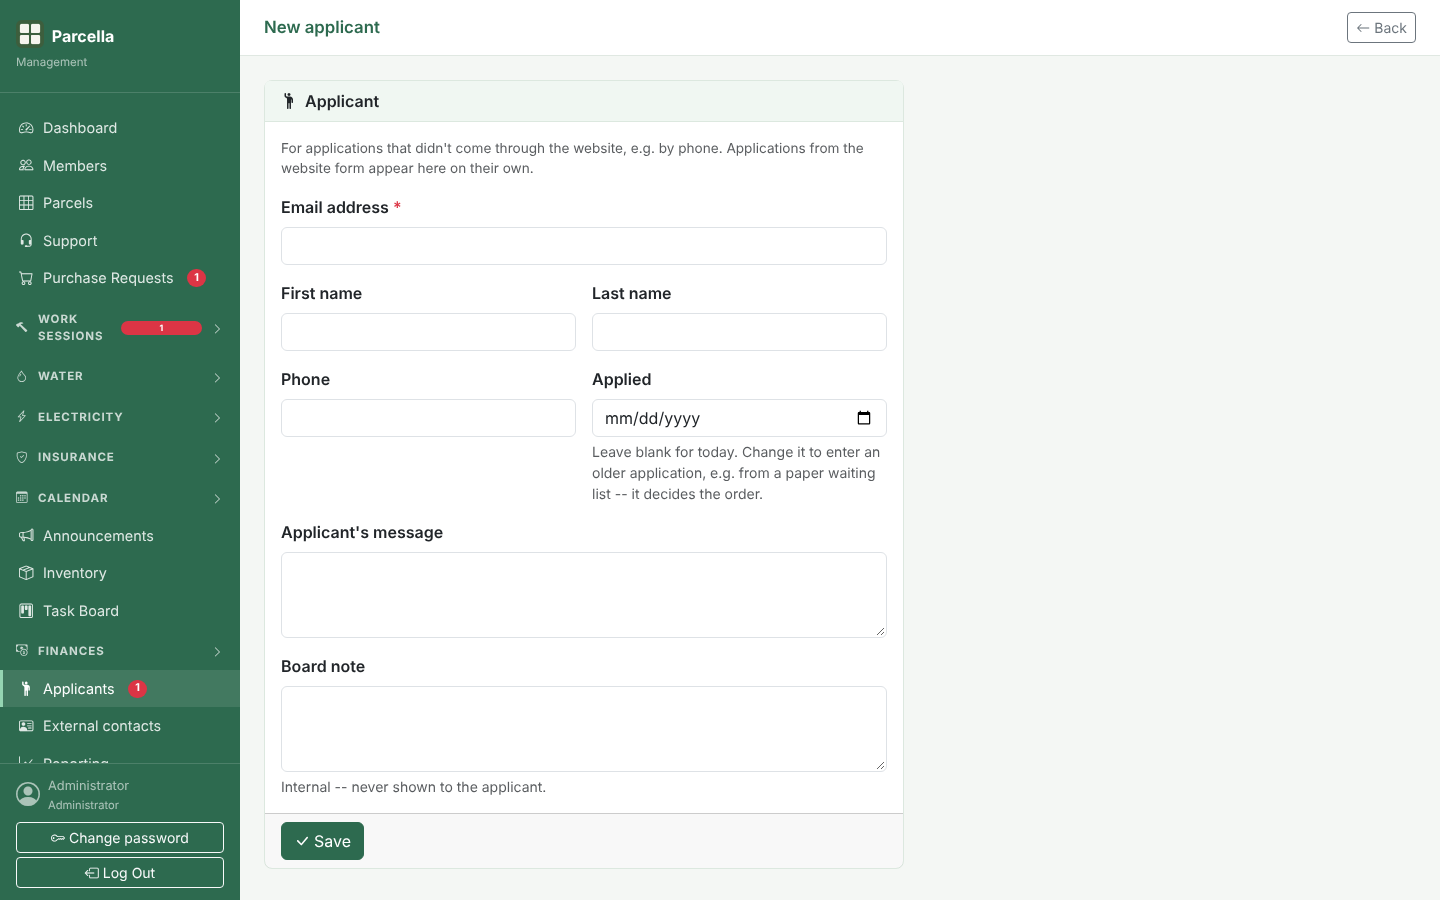 Parcella
Management
Dashboard
Members
Parcels
Support
Purchase Requests 1
WORK
SESSIONS 1
WATER
ELECTRICITY
INSURANCE
CALENDAR
Announcements
Inventory
Task Board
FINANCES
Applicants 1
External contacts
Reporting
Administrator
Administrator
Change password
Log Out
New applicant
Back
Applicant
For applications that didn't come through the website, e.g. by phone. Applications from the
website form appear here on their own.
Email address *
First name
Last name
Phone
Applied
mm/dd/yyyy
Leave blank for today. Change it to enter an
older application, e.g. from a paper waiting
list -- it decides the order.
Applicant's message
Board note
Internal -- never shown to the applicant.
Save